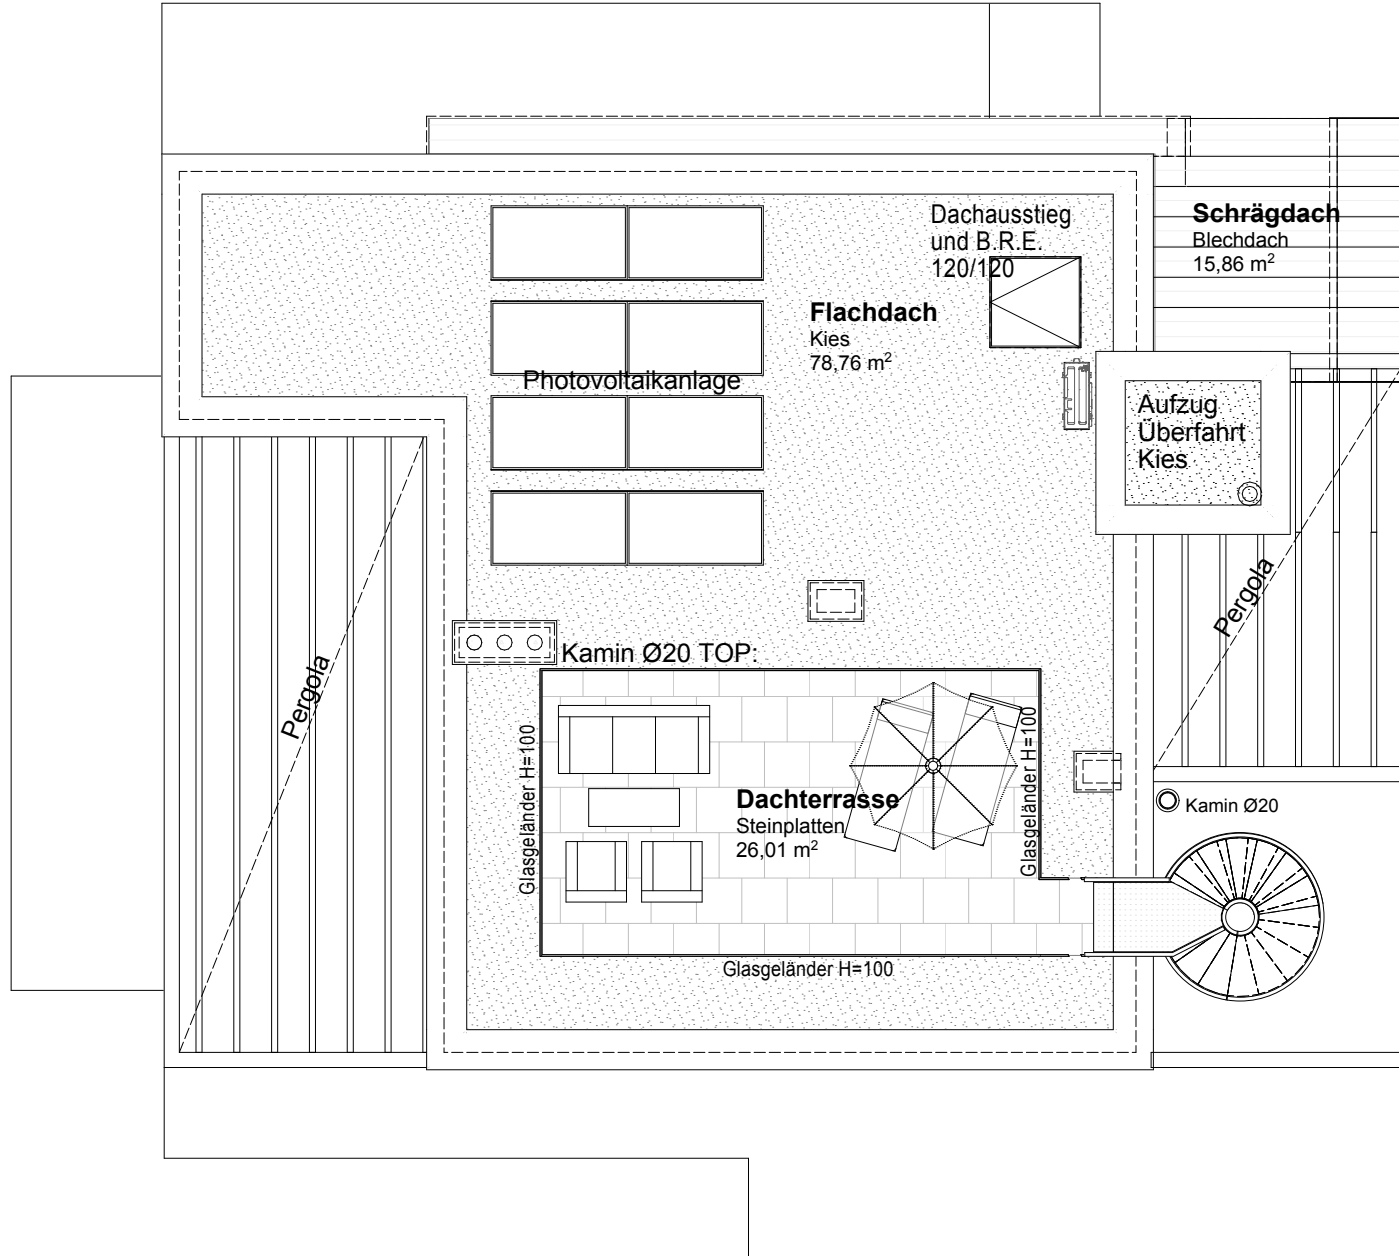 Dachausstieg
und B.R.E.
120/120
Schrägdach
Blechdach
15,86 m²
Flachdach
Kies
78,76 m²
Photovoltaikanlage
Aufzug
Überfahrt
Kies
Pergola
Kamin Ø20 TOP:
Pergola
Glasgeländer H=100
Glasgeländer H=100
Dachterrasse
Steinplatten
26,01 m²
Kamin Ø20
Glasgeländer H=100